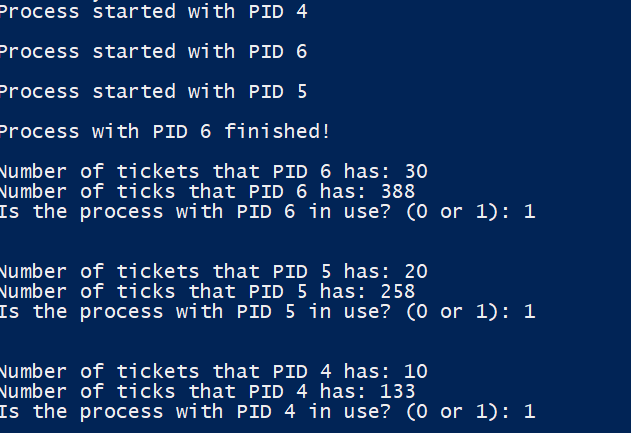 Process started with PID 4
Process started with PID 6
Process started with PID 5
Process with PID 6 finished!
Number of tickets that PID 6 has: 30
Number of ticks that PID 6 has: 388
Is the process with PID 6 in use? (0 or 1): 1
Number of tickets that PID 5 has: 20
Number of ticks that PID 5 has: 258
Is the process with PID 5 in use? (0 or 1): 1
Number of tickets that PID 4 has: 10
Number of ticks that PID 4 has: 133
Is the process with PID 4 in use? (0 or 1): 1